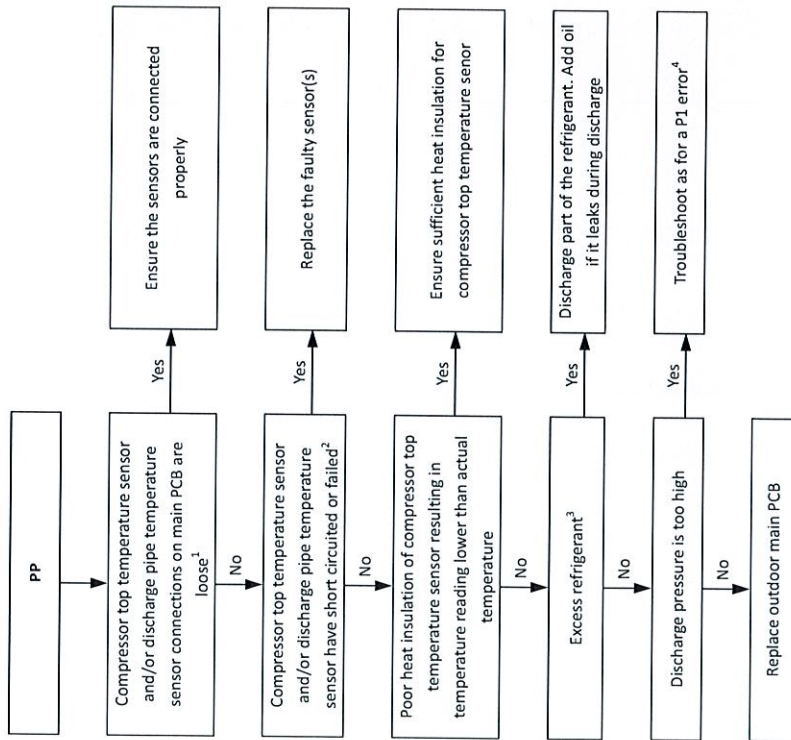 PP
Compressor top temperature sensor
and/or discharge pipe temperature
sensor connections on main PCB are
loose¹
Yes
Ensure the sensors are connected
properly
No
Compressor top temperature sensor
and/or discharge pipe temperature
sensor have short circuited or failed²
Yes
Replace the faulty sensor(s)
No
Poor heat insulation of compressor top
temperature sensor resulting in
temperature reading lower than actual
temperature
Yes
Ensure sufficient heat insulation for
compressor top temperature senor
No
Excess refrigerant³
Yes
Discharge part of the refrigerant. Add oil
if it leaks during discharge
No
Discharge pressure is too high
Yes
Troubleshoot as for a P1 error⁴
No
Replace outdoor main PCB